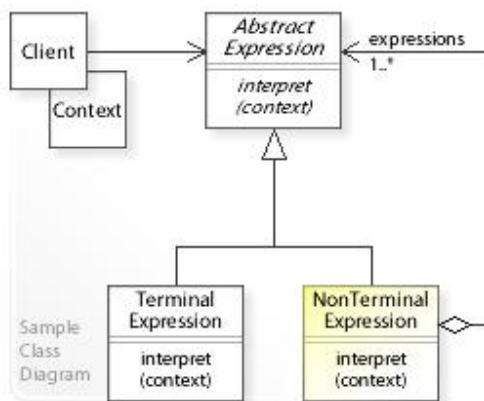 Client
Context
Abstract
Expression
interpret
(context)
expressions
1..*
Terminal
Expression
interpret
(context)
NonTerminal
Expression
interpret
(context)
Sample
Class
Diagram